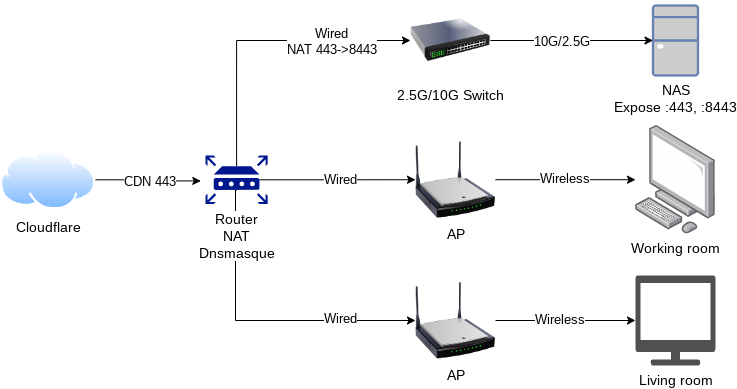 Wired
NAT 443->8443
10G/2.5G
2.5G/10G Switch
NAS
Expose :443, :8443
Cloudflare
CDN 443
Router
NAT
Dnsmasque
Wired
AP
Wireless
Working room
Wired
AP
Wireless
Living room